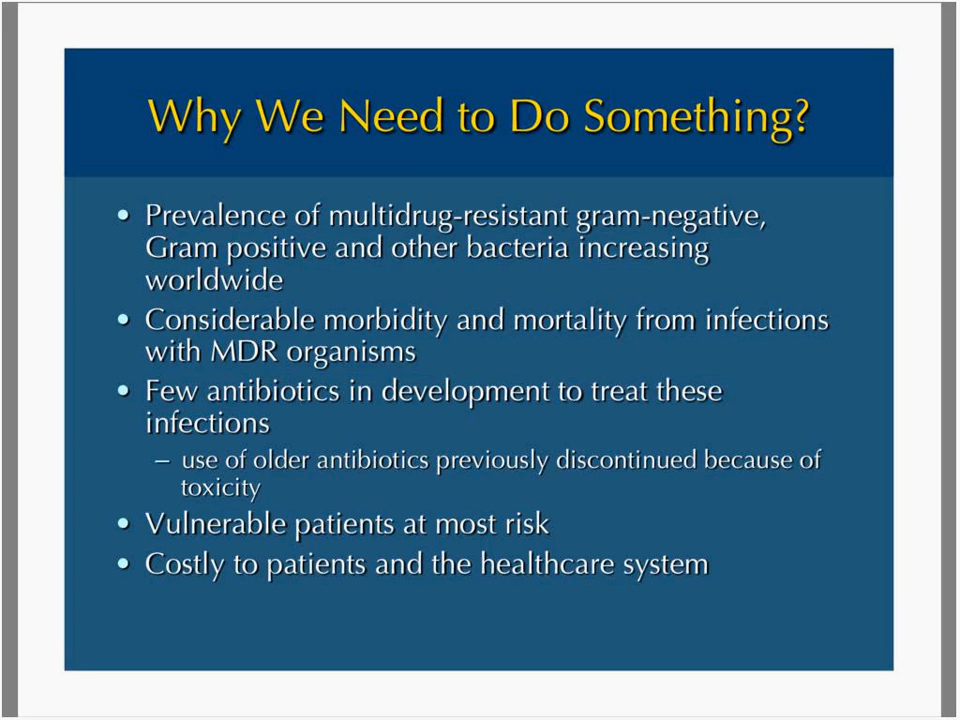 Why We Need to Do Something?
• Prevalence of multidrug-resistant gram-negative,
Gram positive and other bacteria increasing
worldwide
• Considerable morbidity and mortality from infections
with MDR organisms
• Few antibiotics in development to treat these
infections
– use of older antibiotics previously discontinued because of
toxicity
• Vulnerable patients at most risk
• Costly to patients and the healthcare system